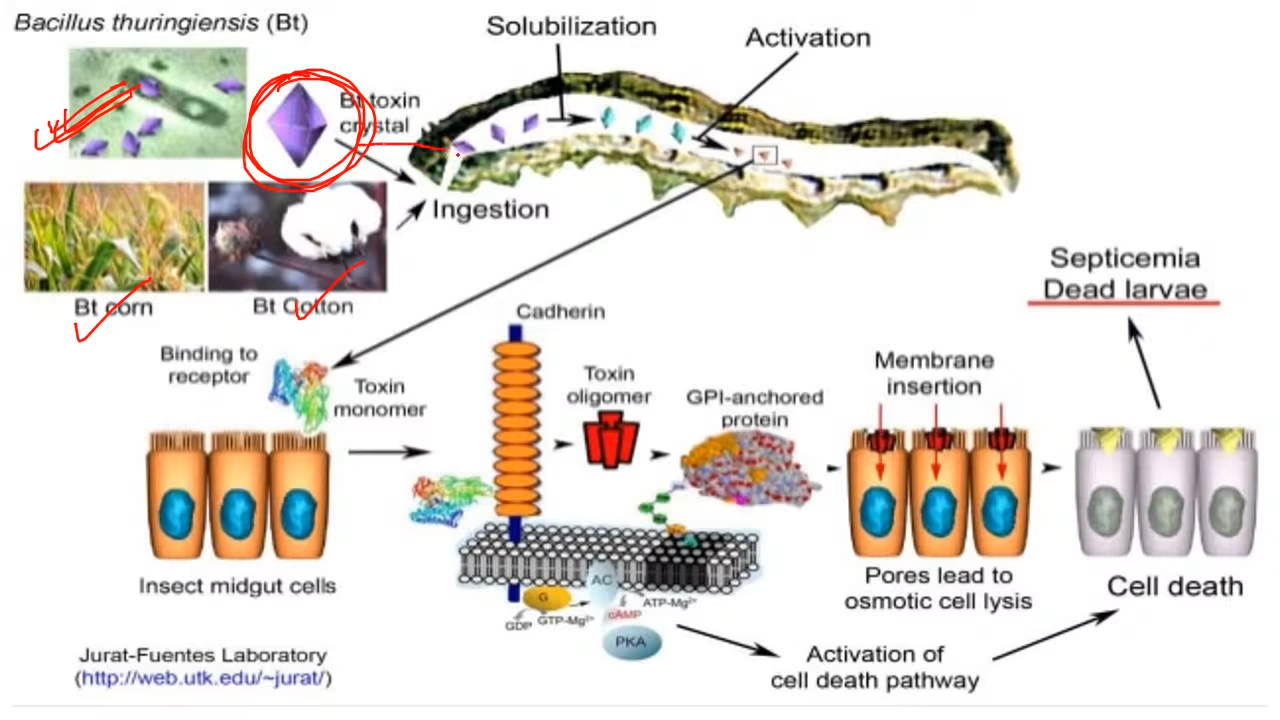 Bacillus thuringiensis (Bt)
Solubilization
Activation
Bt toxin
crystal
Ingestion
Bt corn
Bt Cotton
Septicemia
Dead larvae
Cadherin
Binding to
receptor
Toxin
monomer
Toxin
oligomer
GPI-anchored
protein
Membrane
insertion
Insect midgut cells
AC
G
ATP-Mg²⁺
cAMP
GDP
GTP-Mg²⁺
PKA
Pores lead to
osmotic cell lysis
Cell death
Activation of
cell death pathway
Jurat-Fuentes Laboratory
(http://web.utk.edu/~jurat/)